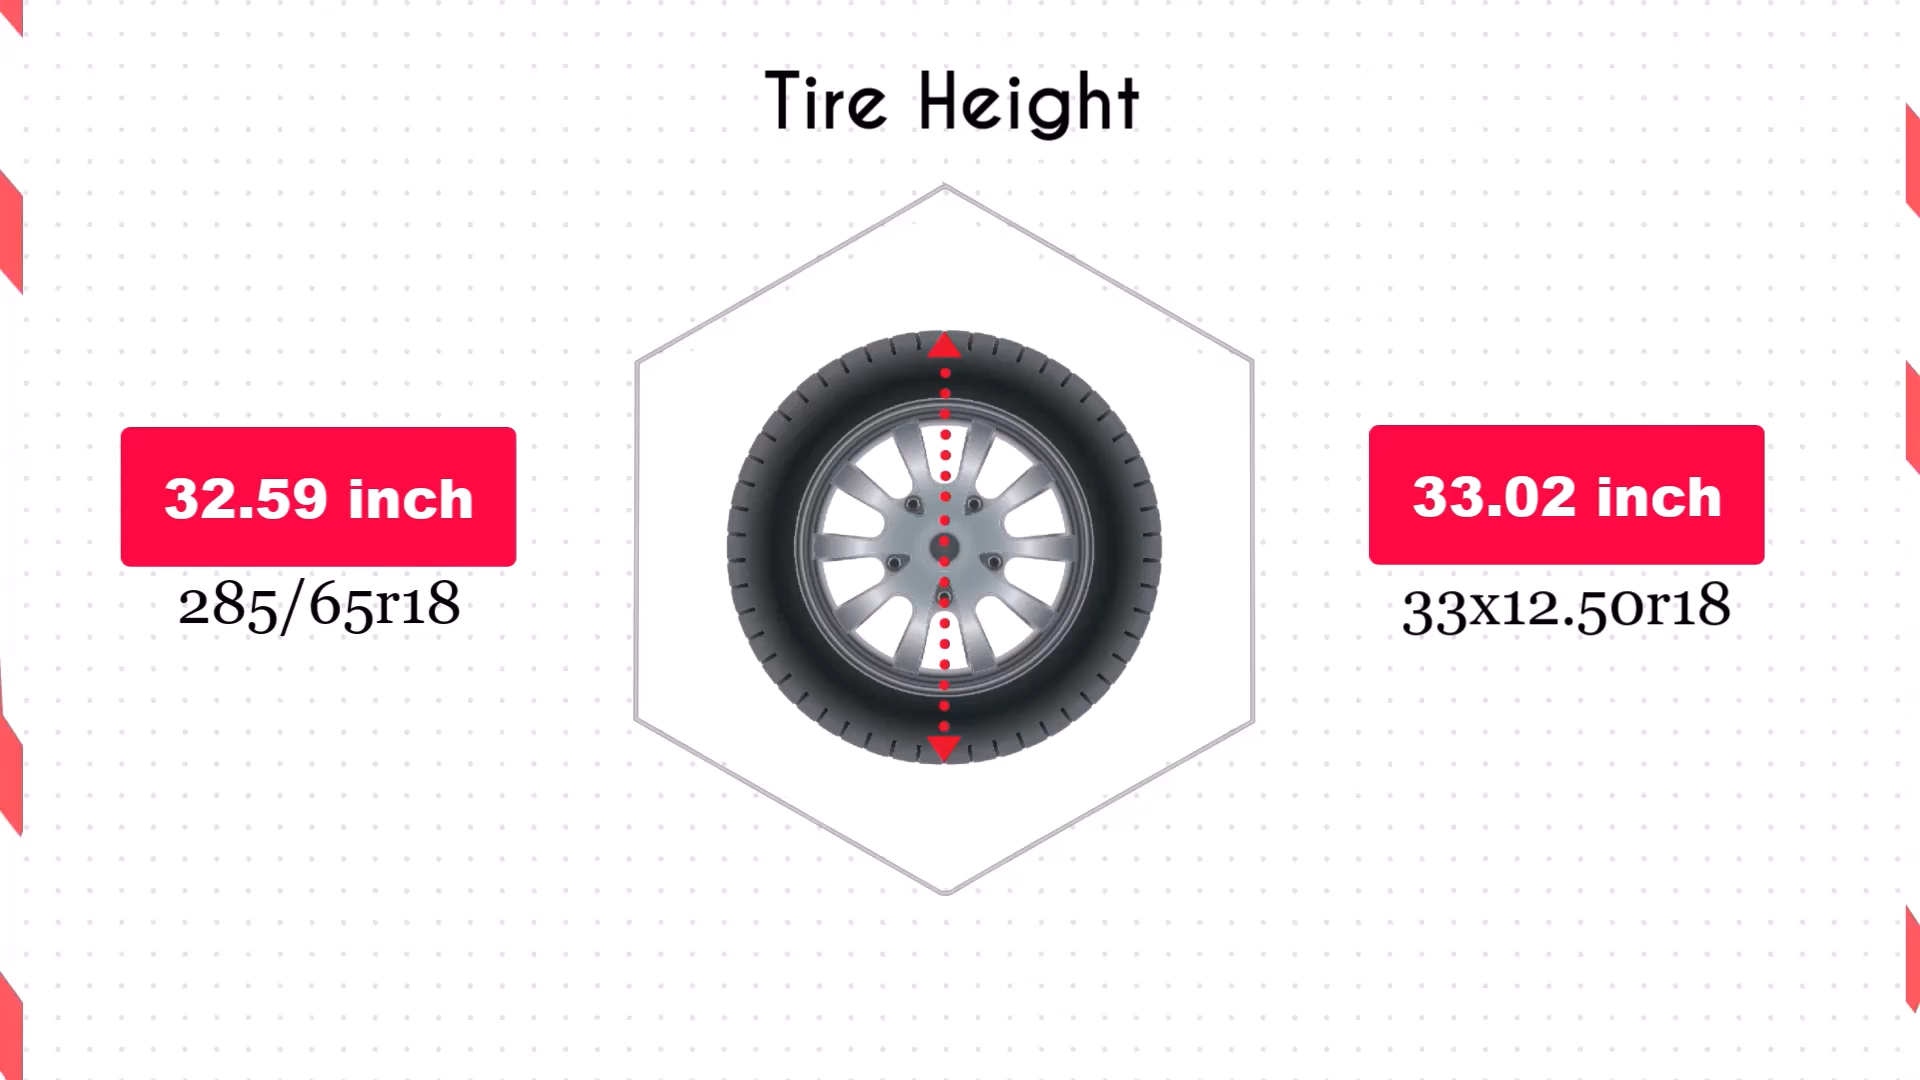 Tire Height
32.59 inch
285/65r18
33.02 inch
33x12.50r18